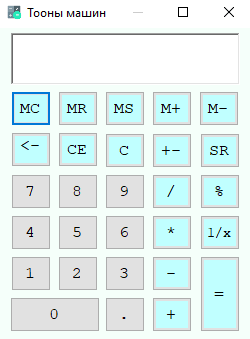 Тооны машин
MC MR MS M+ M-
<- CE C +- SR
7 8 9 / %
4 5 6 * 1/x
1 2 3 -
=
0 . +